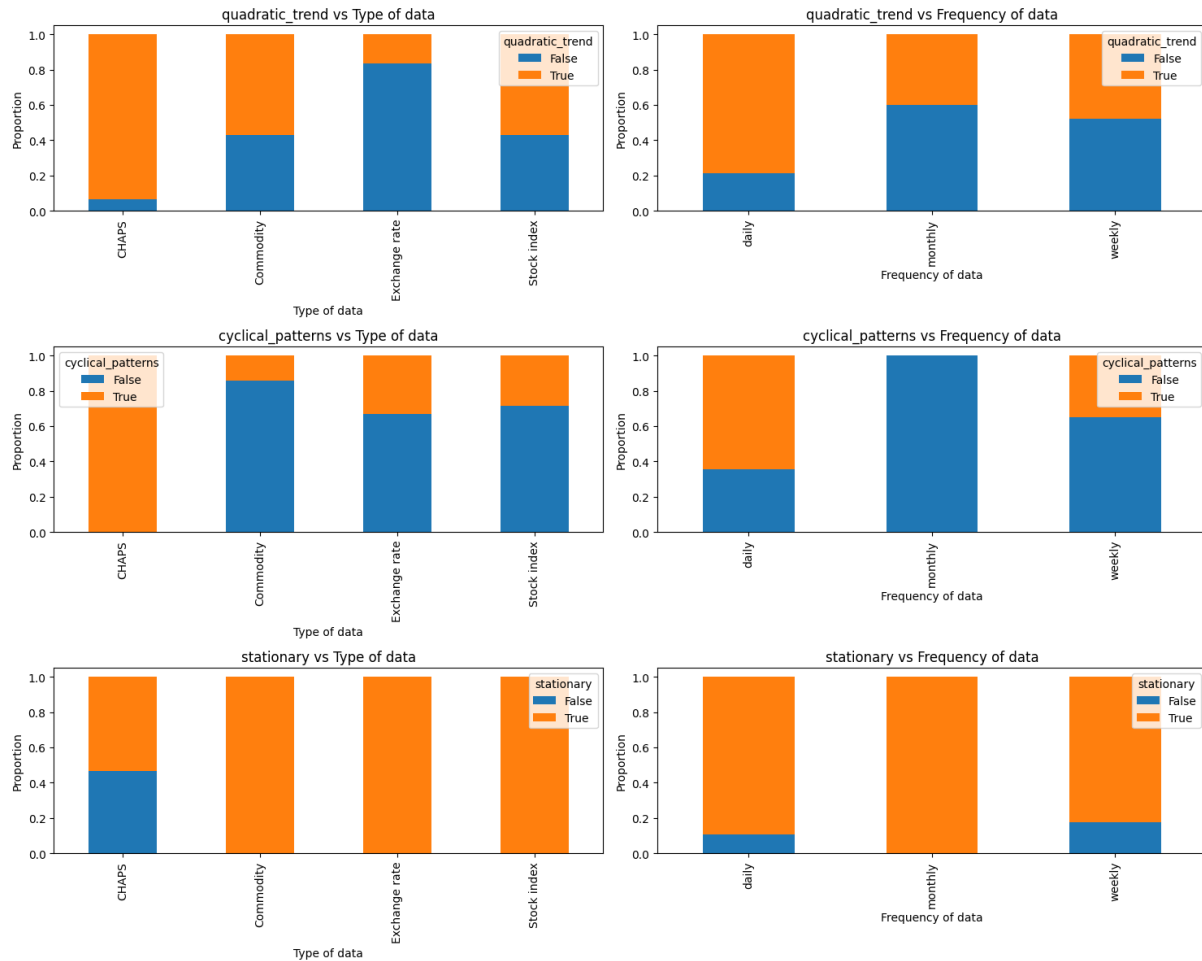 quadratic_trend vs Type of data
quadratic_trend
False
True
Proportion
1.0
0.8
0.6
0.4
0.2
0.0
CHAPS
Commodity
Exchange rate
Stock index
Type of data
quadratic_trend vs Frequency of data
quadratic_trend
False
True
Proportion
1.0
0.8
0.6
0.4
0.2
0.0
daily
monthly
weekly
Frequency of data
cyclical_patterns vs Type of data
cyclical_patterns
False
True
Proportion
1.0
0.8
0.6
0.4
0.2
0.0
CHAPS
Commodity
Exchange rate
Stock index
Type of data
cyclical_patterns vs Frequency of data
cyclical_patterns
False
True
Proportion
1.0
0.8
0.6
0.4
0.2
0.0
daily
monthly
weekly
Frequency of data
stationary vs Type of data
stationary
False
True
Proportion
1.0
0.8
0.6
0.4
0.2
0.0
CHAPS
Commodity
Exchange rate
Stock index
Type of data
stationary vs Frequency of data
stationary
False
True
Proportion
1.0
0.8
0.6
0.4
0.2
0.0
daily
monthly
weekly
Frequency of data